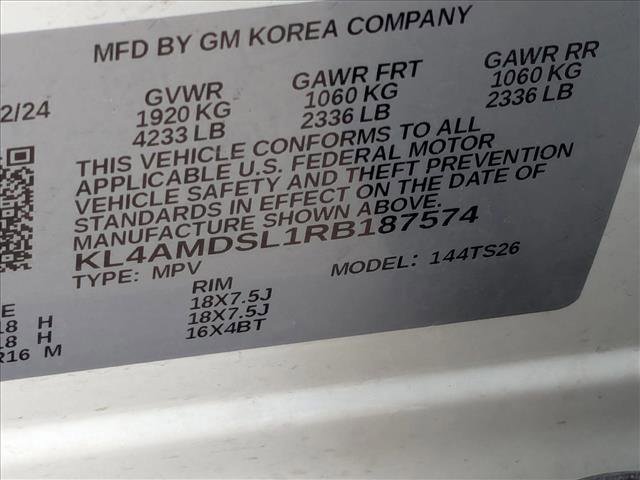 MFD BY GM KOREA COMPANY
2/24 GVWR GAWR FRT GAWR RR
1920 KG 1060 KG 1060 KG
4233 LB 2336 LB 2336 LB
THIS VEHICLE CONFORMS TO ALL
APPLICABLE U.S. FEDERAL MOTOR
VEHICLE SAFETY AND THEFT PREVENTION
STANDARDS IN EFFECT ON THE DATE OF
MANUFACTURE SHOWN ABOVE.
KL4AMDSL1RB187574
TYPE: MPV MODEL: 144TS26
E RIM
18 H 18X7.5J
18 H 18X7.5J
R16 M 16X4BT